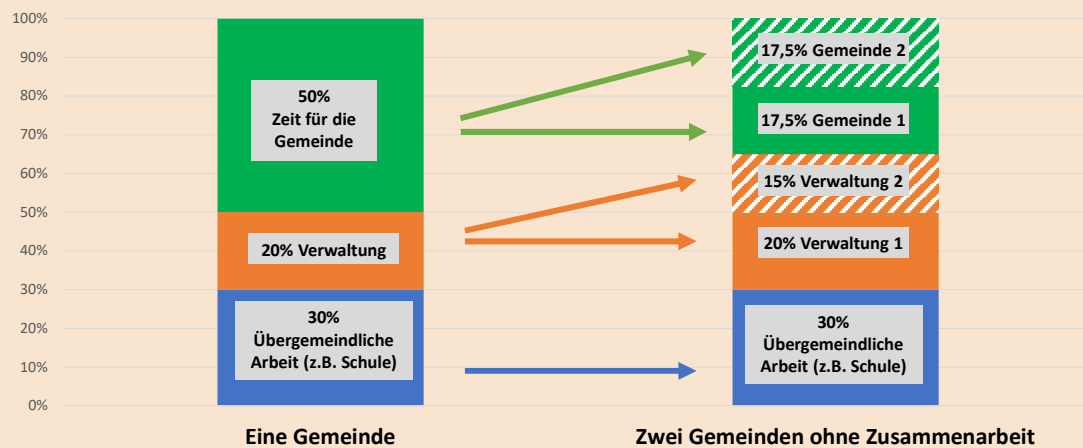 100%
90%
80%
70%
60%
50%
40%
30%
20%
10%
0%
50%
Zeit für die
Gemeinde
20% Verwaltung
30%
Übergemeindliche
Arbeit (z.B. Schule)
Eine Gemeinde
17,5% Gemeinde 2
17,5% Gemeinde 1
15% Verwaltung 2
20% Verwaltung 1
30%
Übergemeindliche
Arbeit (z.B. Schule)
Zwei Gemeinden ohne Zusammenarbeit